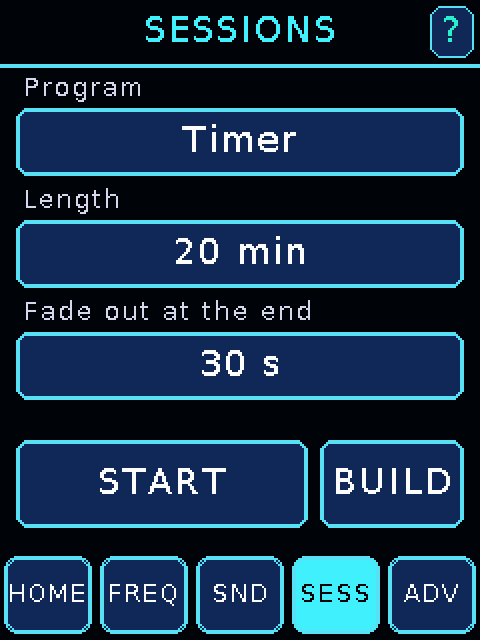 SESSIONS ?
Program
Timer
Length
20 min
Fade out at the end
30 s
START BUILD
HOME FREQ SND SESS ADV